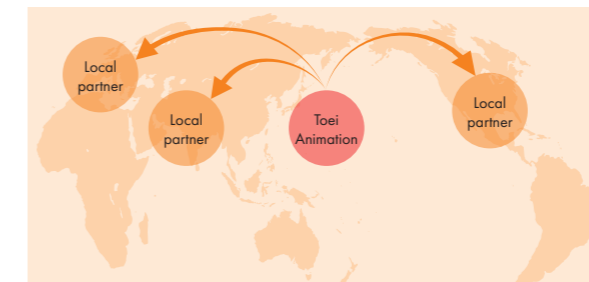 Local
partner
Local
partner
Toei
Animation
Local
partner